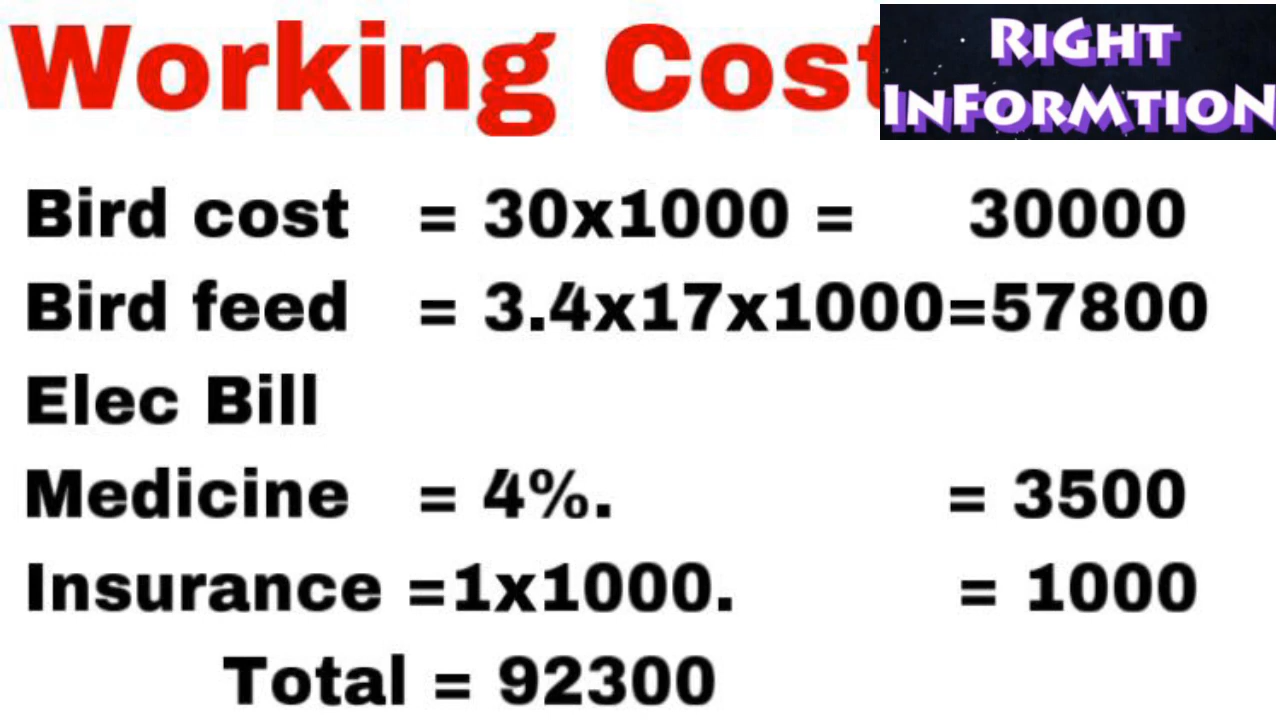 Working Cost
RIGHT
INFORMTION
Bird cost = 30x1000 = 30000
Bird feed = 3.4x17x1000=57800
Elec Bill
Medicine = 4%. = 3500
Insurance =1x1000. = 1000
Total = 92300